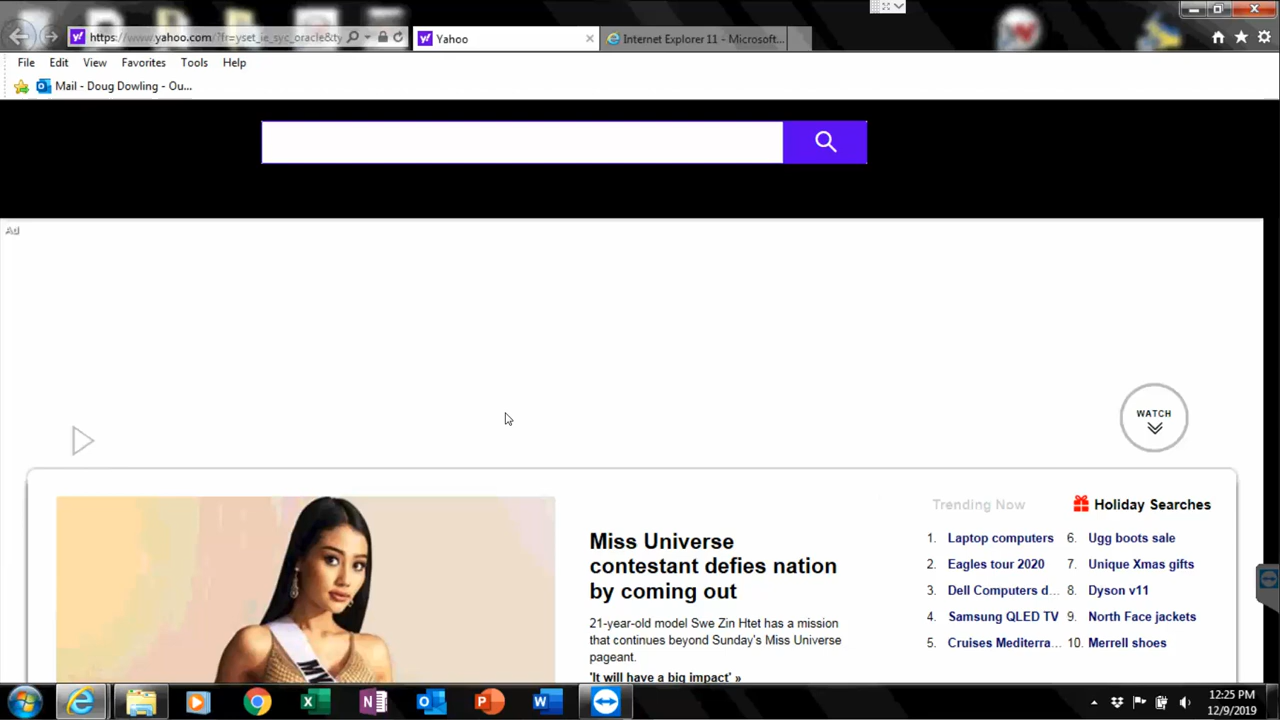 https://www.yahoo.com/?fr=yset_ie_syc_oracle&ty
Yahoo
Internet Explorer 11 - Microsoft...
File Edit View Favorites Tools Help
Mail - Doug Dowling - Ou...
Ad
WATCH
Trending Now
Holiday Searches
Miss Universe
contestant defies nation
by coming out
21-year-old model Swe Zin Htet has a mission
that continues beyond Sunday's Miss Universe
pageant.
'It will have a big impact' »
1. Laptop computers
2. Eagles tour 2020
3. Dell Computers d...
4. Samsung QLED TV
5. Cruises Mediterra...
6. Ugg boots sale
7. Unique Xmas gifts
8. Dyson v11
9. North Face jackets
10. Merrell shoes
12:25 PM
12/9/2019